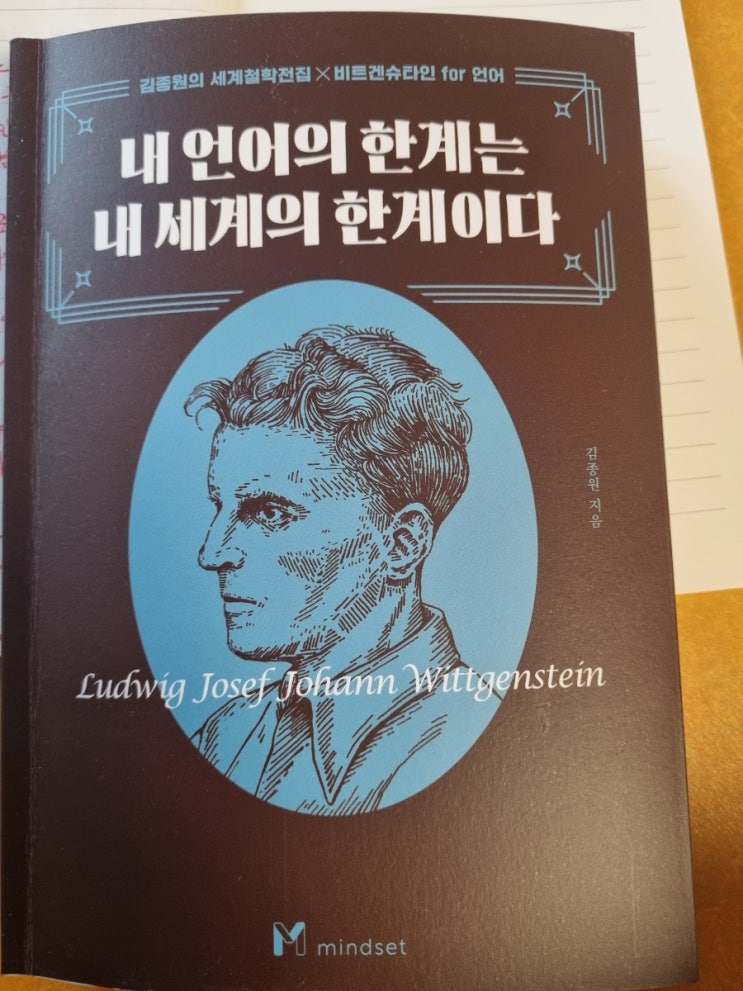 김종원의 세계철학전집×비트겐슈타인 for 언어
내 언어의 한계는
내 세계의 한계이다
김종원 지음
Ludwig Josef Johann Wittgenstein
M mindset